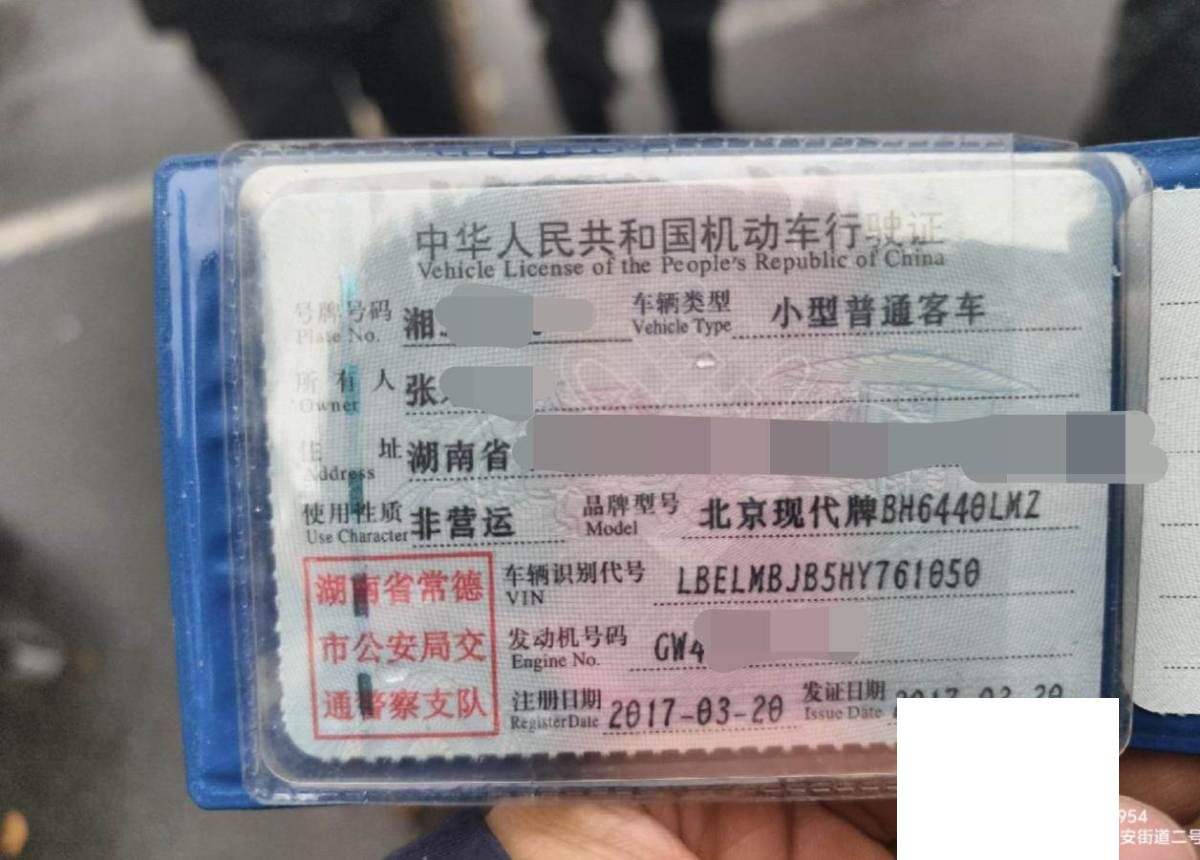 中华人民共和国机动车行驶证
Vehicle License of the People's Republic of China
号牌号码 湘 车辆类型 小型普通客车
Plate No. Vehicle Type
所有人 张
Owner
住址 湖南省
Address
使用性质 非营运 品牌型号 北京现代牌BH6440LMZ
Use Character Model
湖南省常德 车辆识别代号 LBELMBJB5HY761050
VIN
市公安局交 发动机号码 GW4
Engine No.
通警察支队 注册日期 2017-03-20 发证日期 2017-03-20
Register Date Issue Date
954
安街道二号